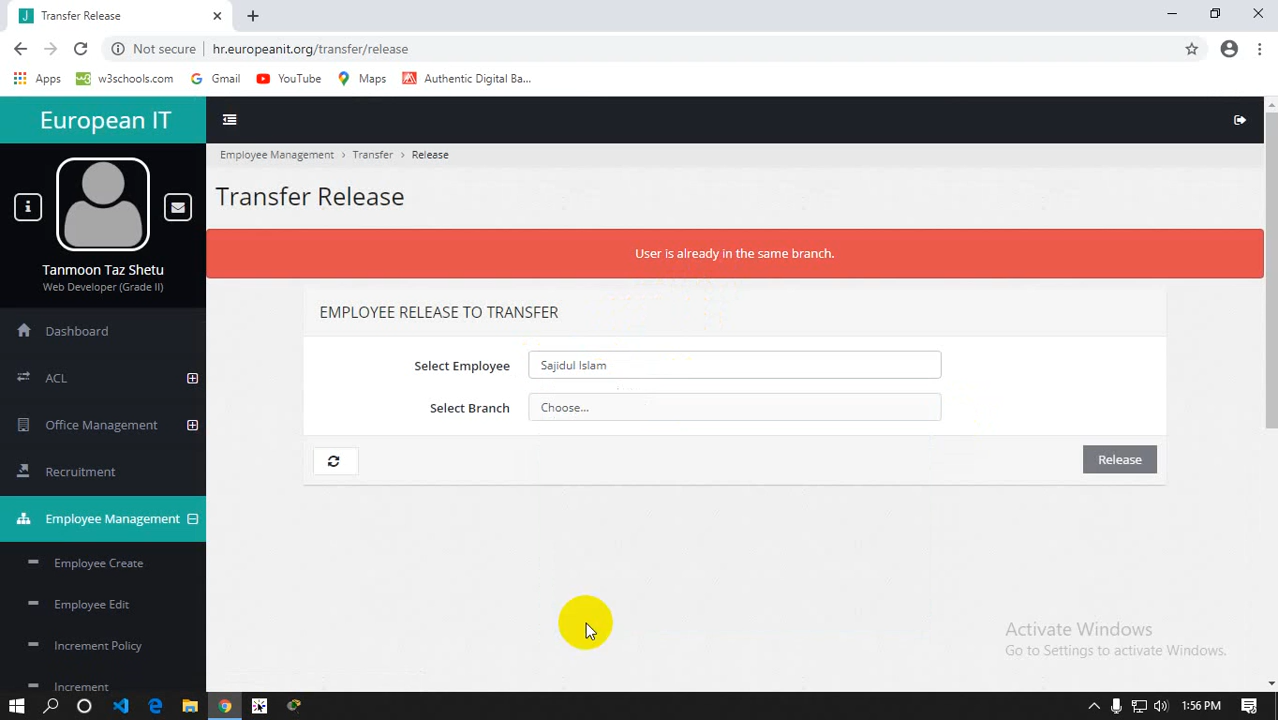 Transfer Release
Not secure hr.europeanit.org/transfer/release
Apps w3schools.com Gmail YouTube Maps Authentic Digital Ba...
European IT
Employee Management › Transfer › Release
Transfer Release
User is already in the same branch.
Tanmoon Taz Shetu
Web Developer (Grade II)
EMPLOYEE RELEASE TO TRANSFER
Select Employee Sajidul Islam
Select Branch Choose...
Release
Dashboard
ACL
Office Management
Recruitment
Employee Management
Employee Create
Employee Edit
Increment Policy
Increment
Activate Windows
Go to Settings to activate Windows.
1:56 PM